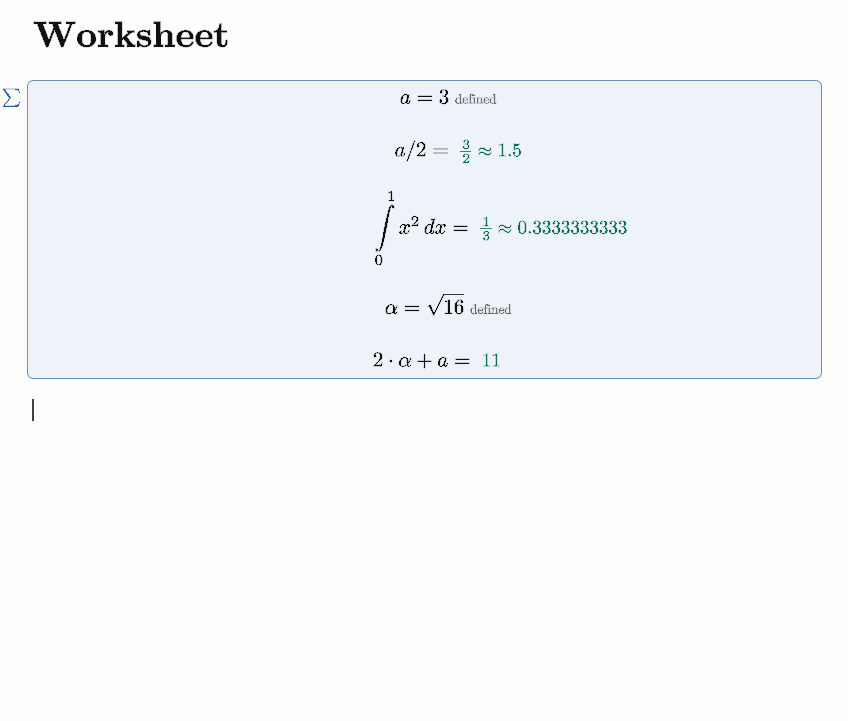 Worksheet
∑
a = 3 defined
a/2 = 3/2 ≈ 1.5
∫₀¹ x² dx = 1/3 ≈ 0.3333333333
α = √16 defined
2 · α + a = 11